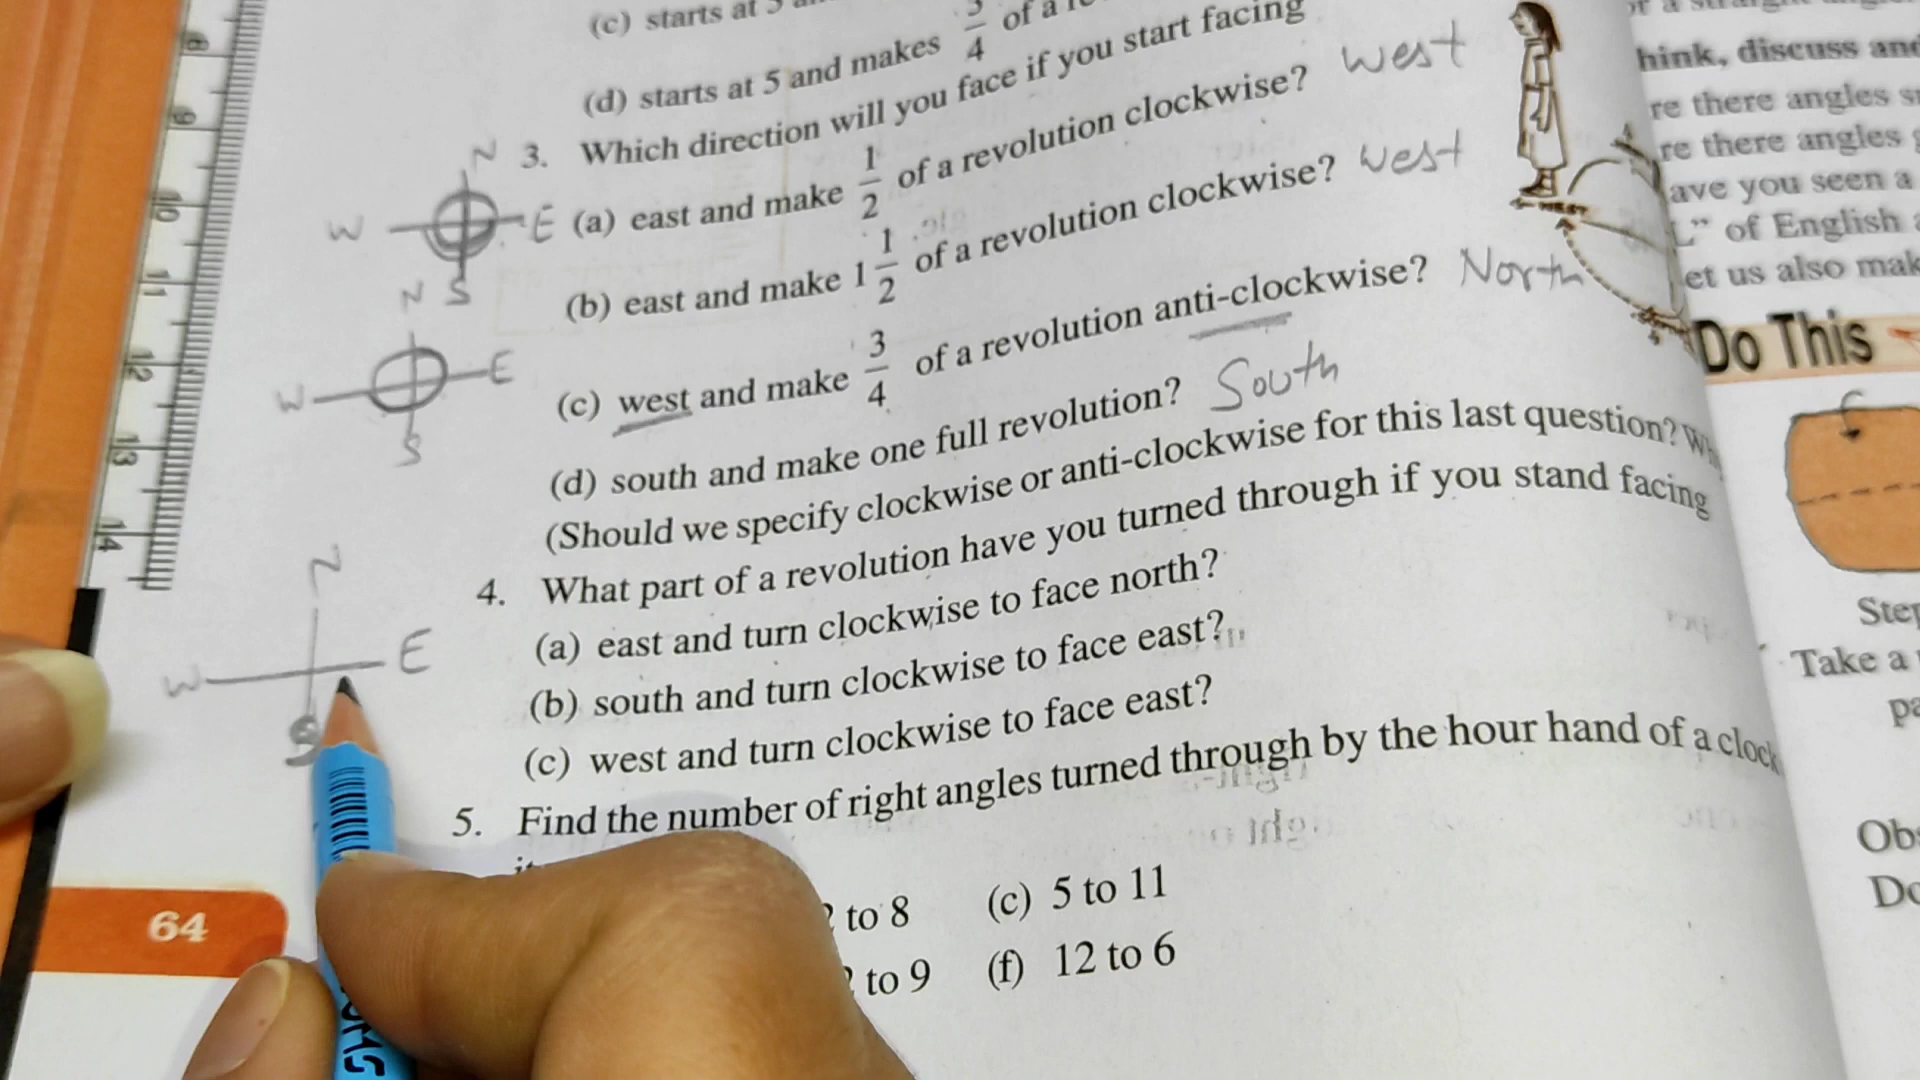 (c) starts at
(d) starts at 5 and makes 3/4 of a
3. Which direction will you face if you start facing
(a) east and make 1/2 of a revolution clockwise? West
(b) east and make 1 1/2 of a revolution clockwise? West
(c) west and make 3/4 of a revolution anti-clockwise? North
(d) south and make one full revolution? South
(Should we specify clockwise or anti-clockwise for this last question?
4. What part of a revolution have you turned through if you stand facing
(a) east and turn clockwise to face north?
(b) south and turn clockwise to face east?
(c) west and turn clockwise to face east?
5. Find the number of right angles turned through by the hour hand of a clock
to 8 (c) 5 to 11
to 9 (f) 12 to 6
64
N
W E
S
N
W E
S
N
W E
S
9
10
11
12
13
14
hink, discuss and
re there angles
re there angles
ave you seen a
L” of English
et us also mak
Do This
Step
Take a